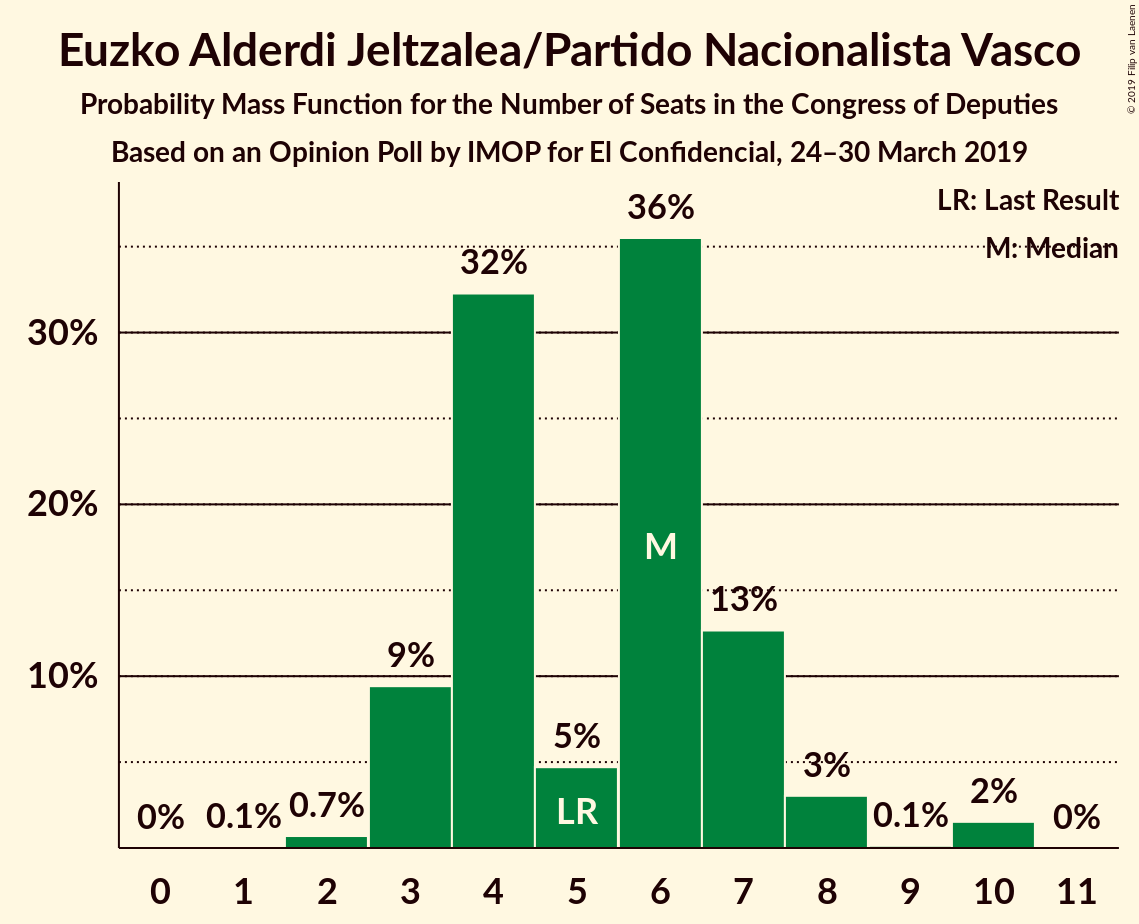 Euzko Alderdi Jeltzalea/Partido Nacionalista Vasco
Probability Mass Function for the Number of Seats in the Congress of Deputies
Based on an Opinion Poll by IMOP for El Confidencial, 24–30 March 2019
© 2019 Filip van Laenen
LR: Last Result
M: Median
36%
32%
30%
20%
M
13%
9%
10%
5%
3%
2%
0.7%
0% 0.1% LR 0.1% 0%
0 1 2 3 4 5 6 7 8 9 10 11